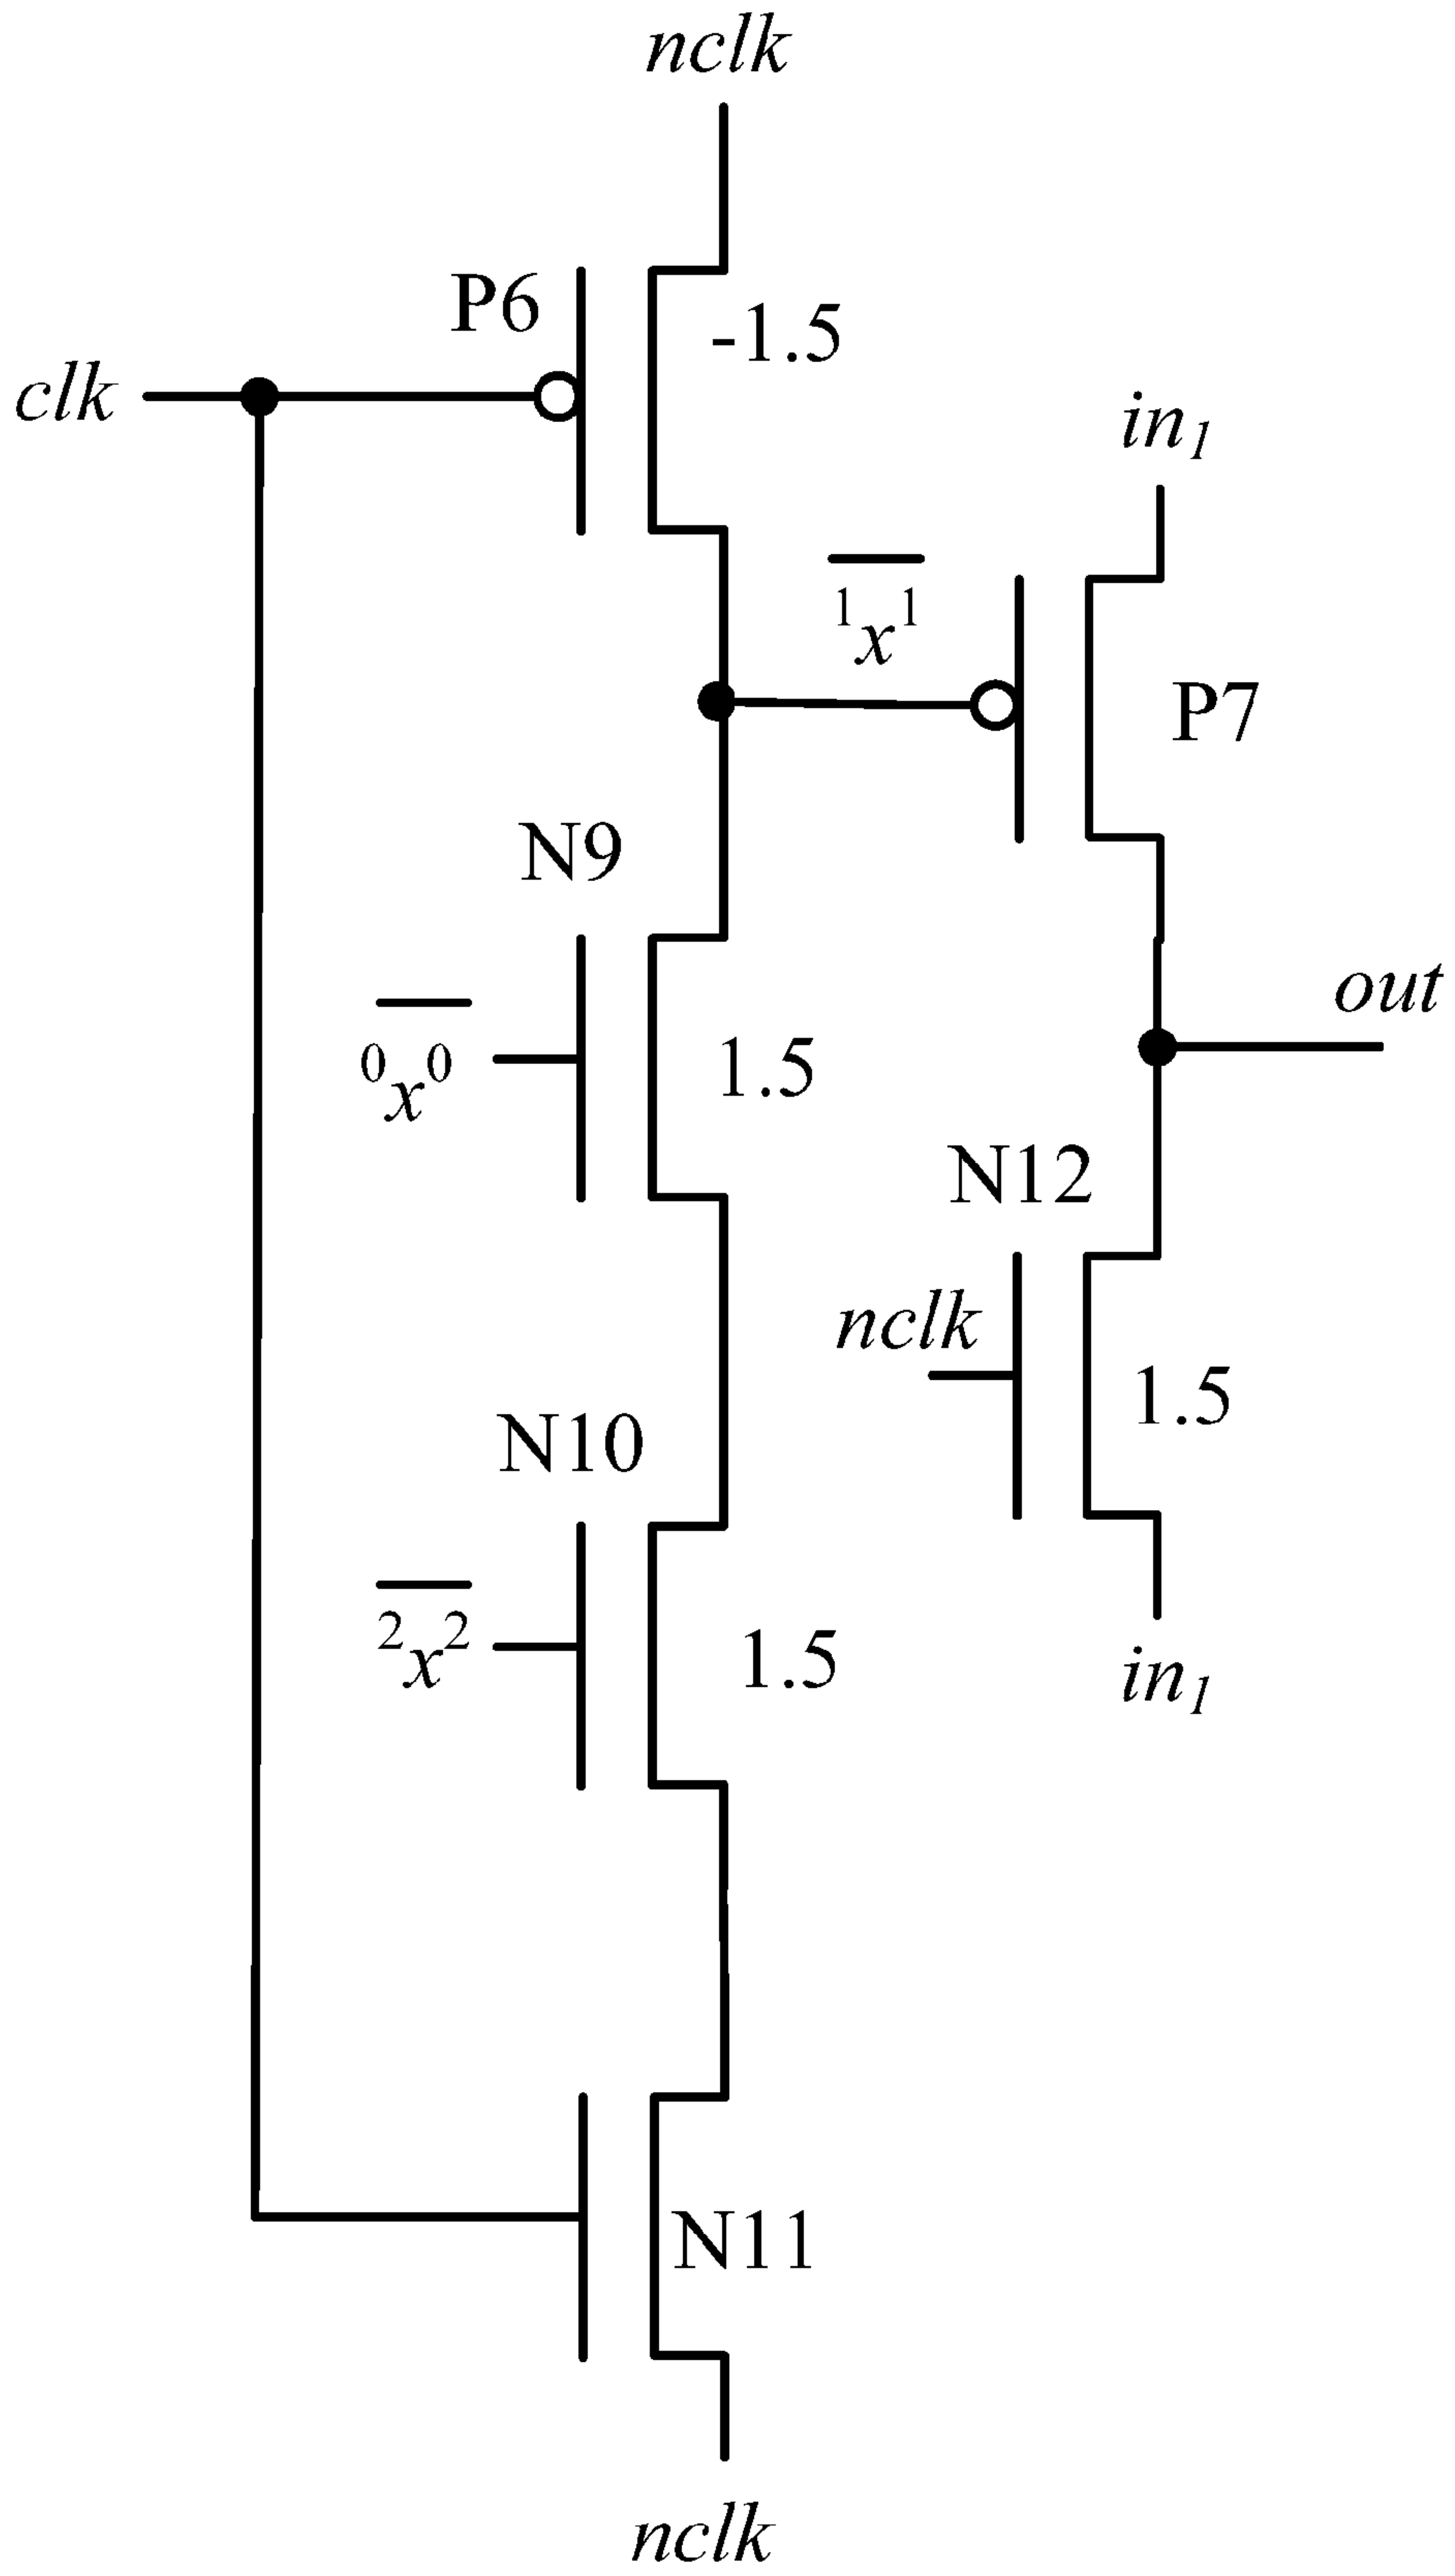 nclk
P6
-1.5
clk
in₁
¹x¹
P7
N9
⁰x⁰
1.5
out
N12
nclk
1.5
N10
²x²
1.5
in₁
N11
nclk